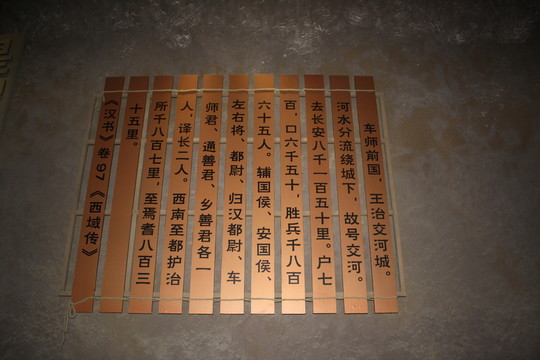 车师前国，王治交河城。
河水分流绕城下，故号交河。
去长安八千一百五十里。户七
百，口六千五十，胜兵千八百
六十五人。辅国侯、安国侯、
左右将、都尉、归汉都尉、车
师君、通善君、乡善君各一
人，译长二人。西南至都护治
所千八百七里，至焉耆八百三
十五里。
《汉书》卷97《西域传》